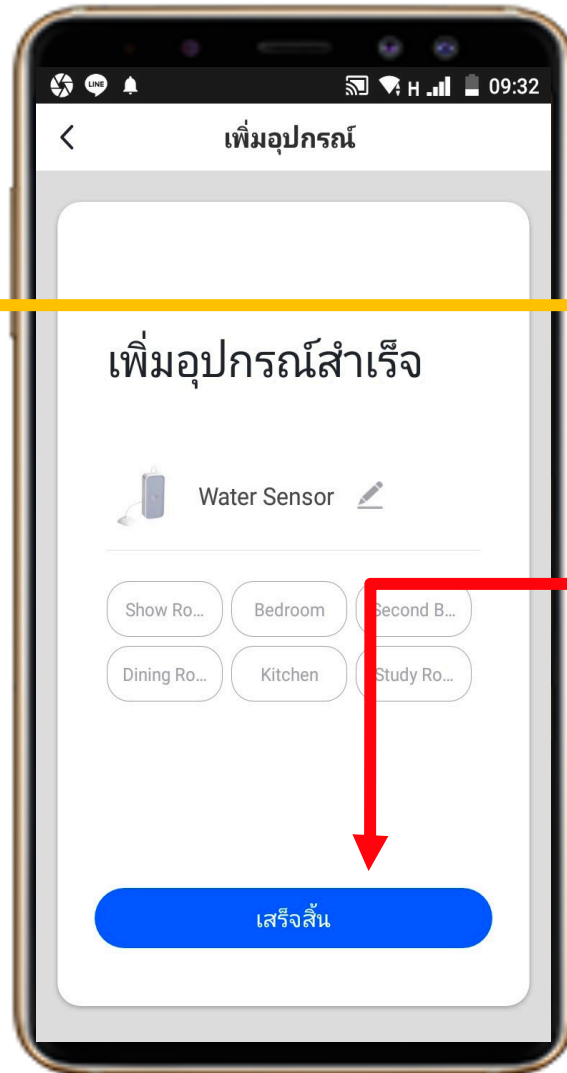 LINE H 09:32
เพิ่มอุปกรณ์
เพิ่มอุปกรณ์สำเร็จ
Water Sensor
Show Ro... Bedroom Second B...
Dining Ro... Kitchen Study Ro...
เสร็จสิ้น